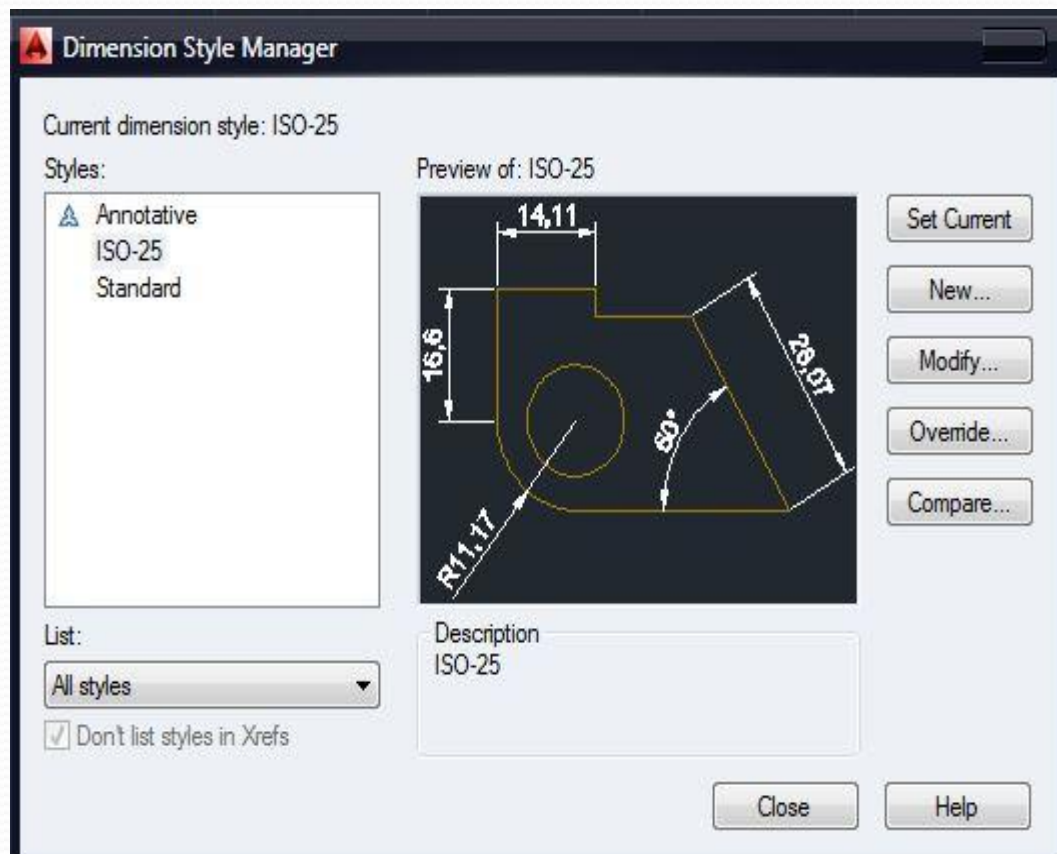 Dimension Style Manager
Current dimension style: ISO-25
Styles:
Annotative
ISO-25
Standard
List:
All styles
Don't list styles in Xrefs
Preview of: ISO-25
14,11
16,6
28,07
60°
R11,17
Description
ISO-25
Set Current
New...
Modify...
Override...
Compare...
Close
Help